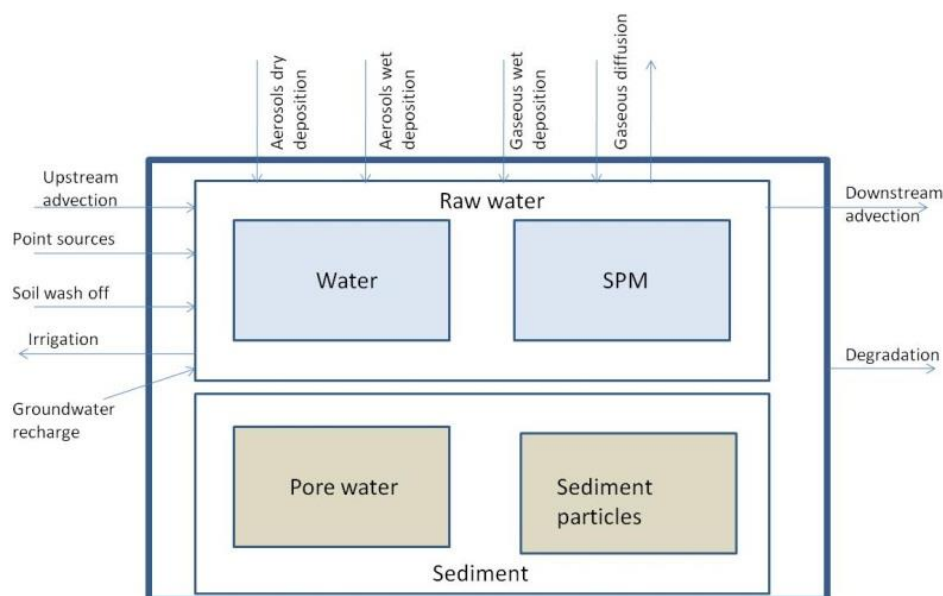 Aerosols dry
deposition
Aerosols wet
deposition
Gaseous wet
deposition
Gaseous diffusion
Upstream
advection
Point sources
Soil wash off
Irrigation
Groundwater
recharge
Raw water
Water
SPM
Downstream
advection
Degradation
Pore water
Sediment
particles
Sediment